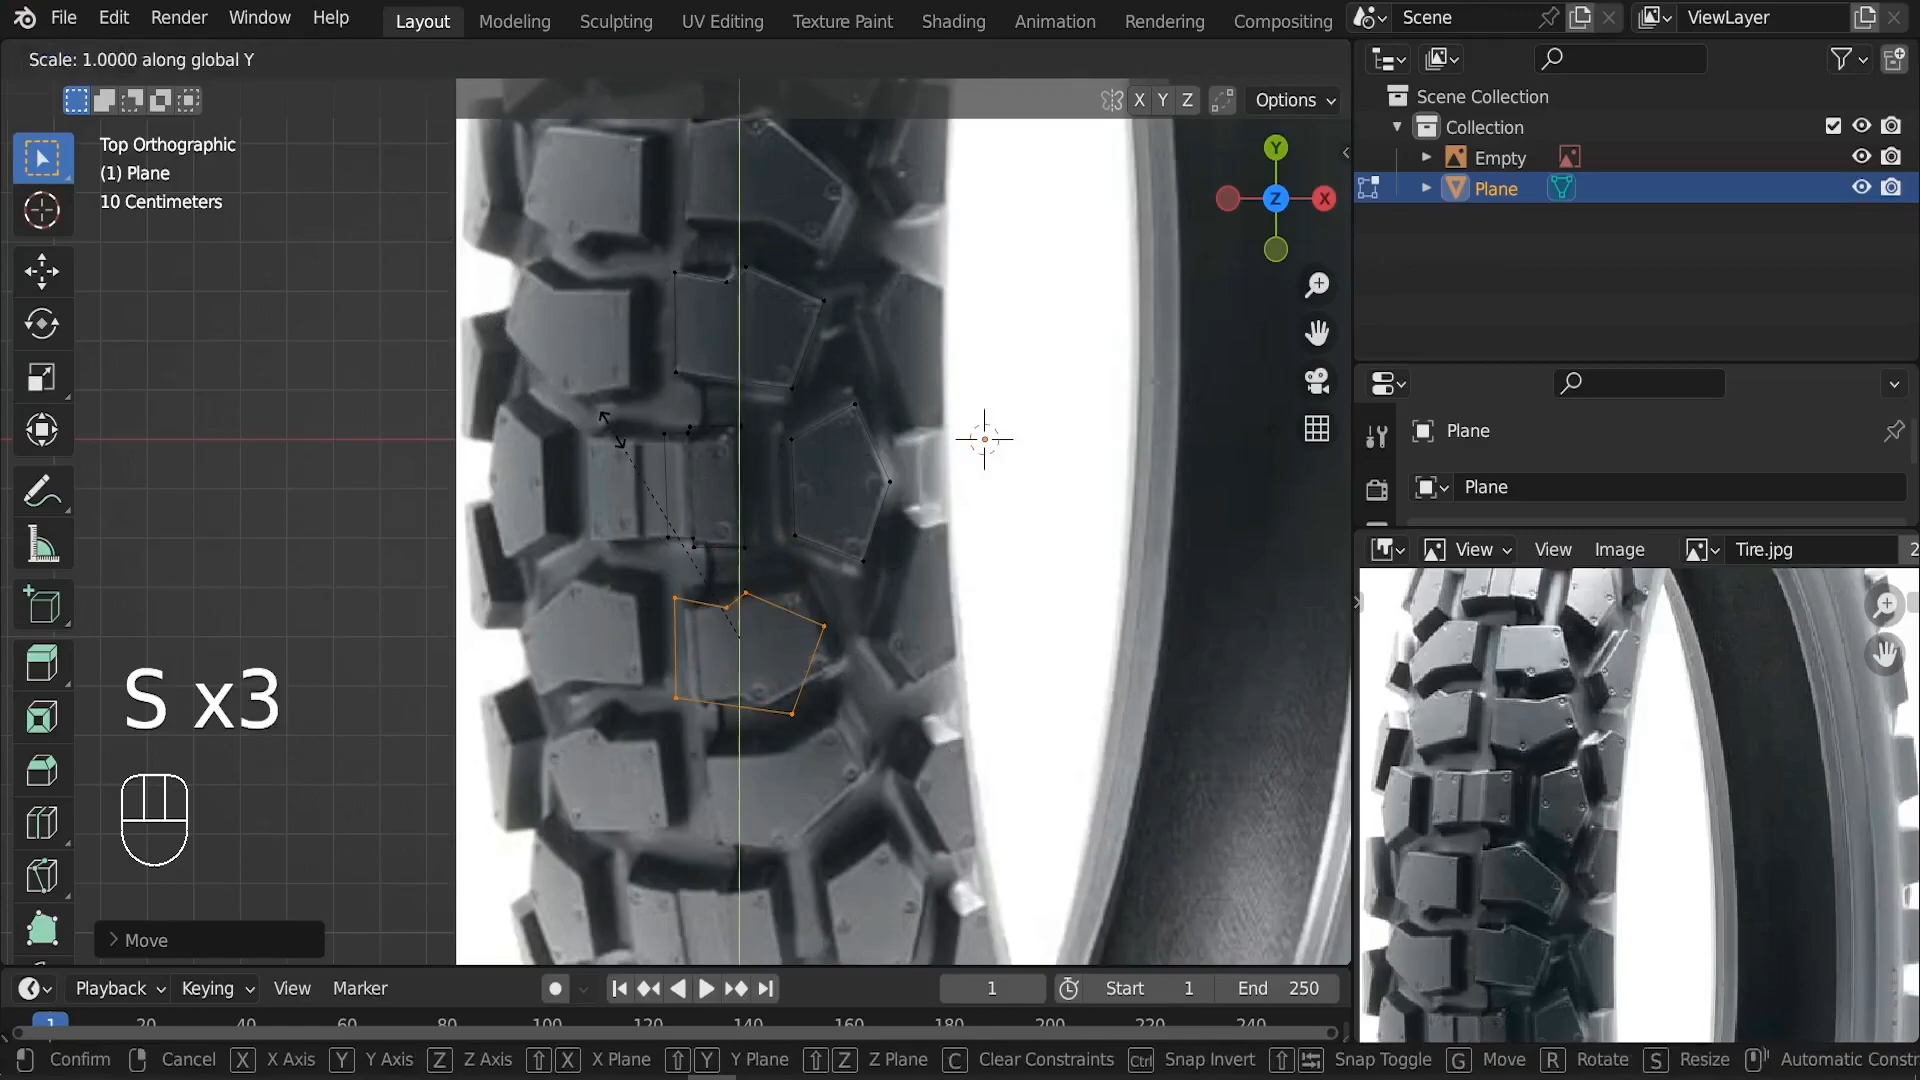 File Edit Render Window Help Layout Modeling Sculpting UV Editing Texture Paint Shading Animation Rendering Compositing Scene ViewLayer
Scale: 1.0000 along global Y
X Y Z Options
Top Orthographic
(1) Plane
10 Centimeters
Y
Z X
Scene Collection
Collection
Empty
Plane
Plane
Plane
View View Image Tire.jpg 2
S x3
Move
Playback Keying View Marker 1 Start 1 End 250
1 20 40 60 80 100 120 140 160 180 200 220 240
Confirm Cancel X X Axis Y Y Axis Z Z Axis X X Plane Y Y Plane Z Z Plane C Clear Constraints Ctrl Snap Invert Snap Toggle G Move R Rotate S Resize Automatic Constr